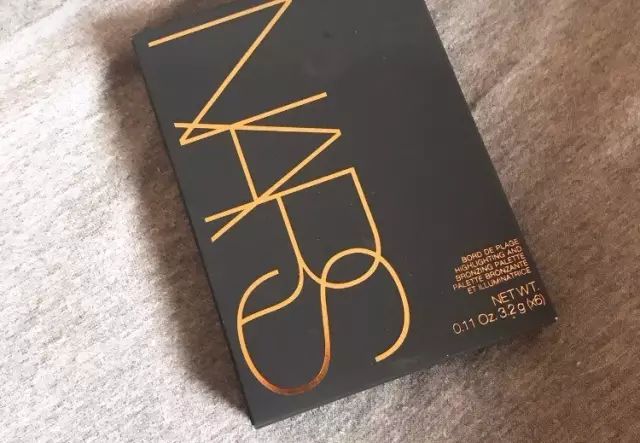 NARS
BORD DE PLAGE
HIGHLIGHTING AND
BRONZING PALETTE
PALETTE BRONZANTE
ET ILLUMINATRICE
NET WT.
0.11 Oz. 3.2 g (x6)